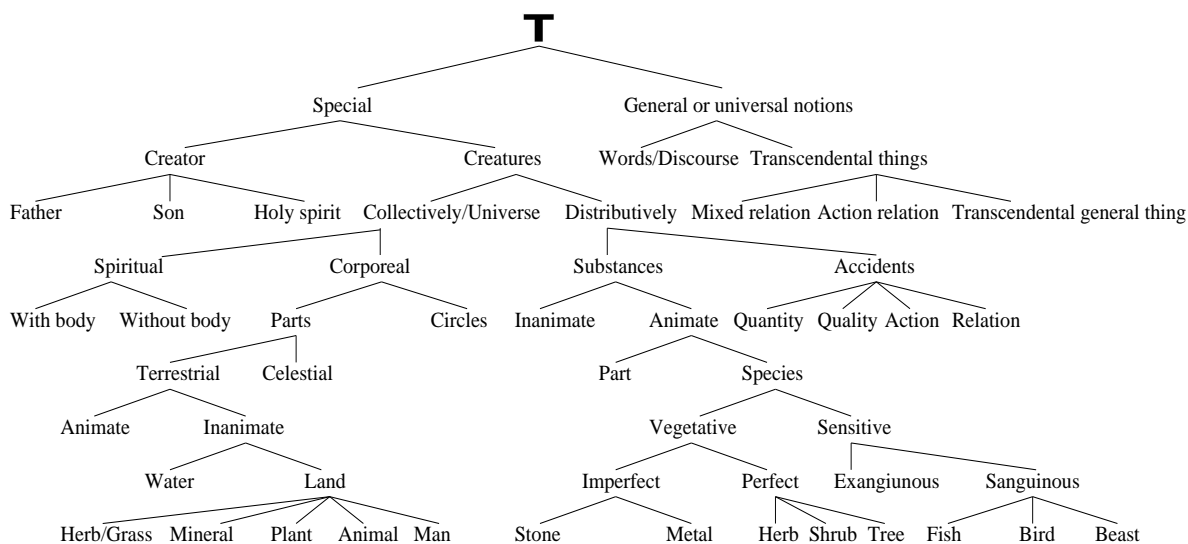 T
Special General or universal notions
Creator Creatures Words/Discourse Transcendental things
Father Son Holy spirit Collectively/Universe Distributively Mixed relation Action relation Transcendental general thing
Spiritual Corporeal Substances Accidents
With body Without body Parts Circles Inanimate Animate Quantity Quality Action Relation
Terrestrial Celestial Part Species
Animate Inanimate Vegetative Sensitive
Water Land Imperfect Perfect Exangiunous Sanguinous
Herb/Grass Mineral Plant Animal Man Stone Metal Herb Shrub Tree Fish Bird Beast